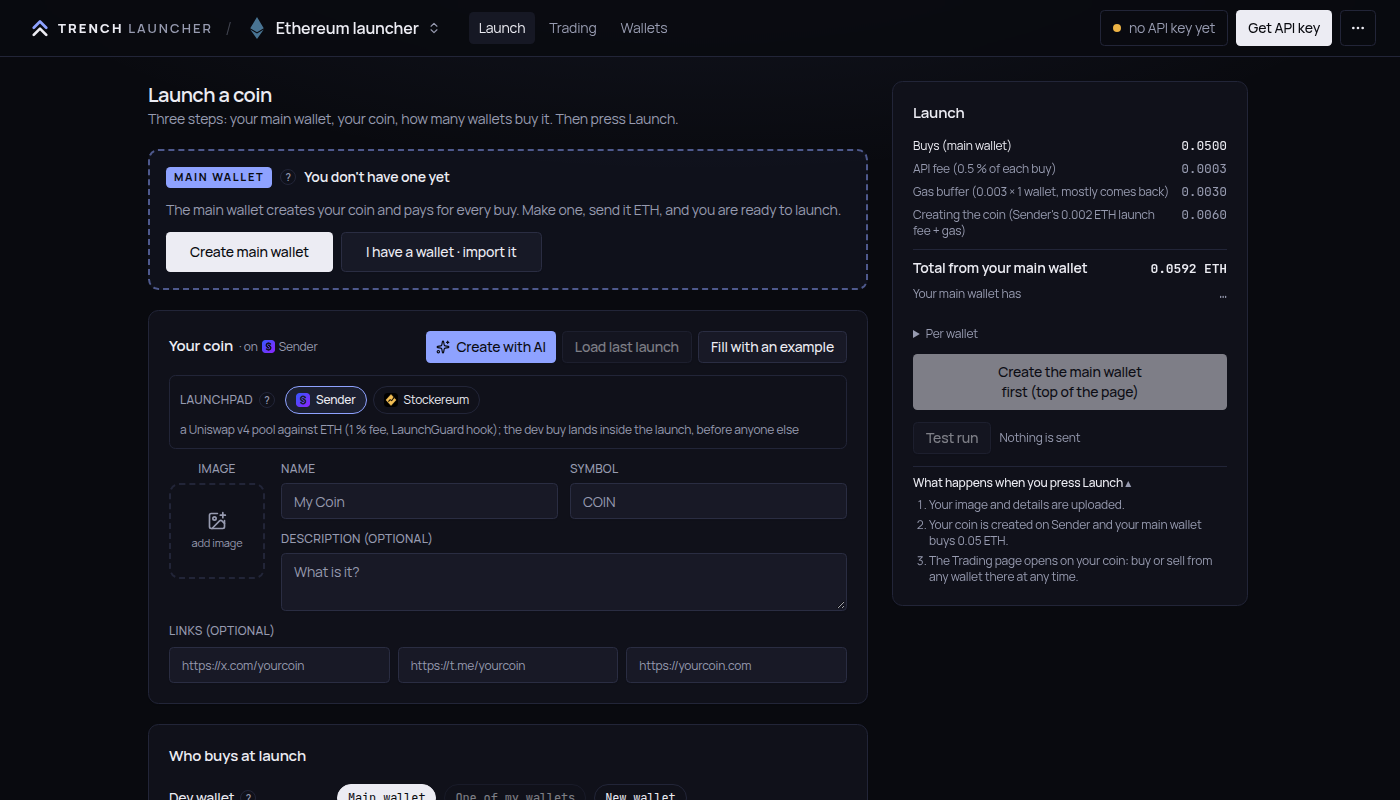 TRENCH LAUNCHER / Ethereum launcher Launch Trading Wallets no API key yet Get API key ...
Launch a coin
Three steps: your main wallet, your coin, how many wallets buy it. Then press Launch.
MAIN WALLET ? You don't have one yet
The main wallet creates your coin and pays for every buy. Make one, send it ETH, and you are ready to launch.
Create main wallet I have a wallet · import it
Your coin · on Sender Create with AI Load last launch Fill with an example
LAUNCHPAD ? Sender Stockereum
a Uniswap v4 pool against ETH (1 % fee, LaunchGuard hook); the dev buy lands inside the launch, before anyone else
IMAGE NAME SYMBOL
My Coin COIN
add image
DESCRIPTION (OPTIONAL)
What is it?
LINKS (OPTIONAL)
https://x.com/yourcoin https://t.me/yourcoin https://yourcoin.com
Who buys at launch
Dev wallet ? Main wallet One of my wallets New wallet
Launch
Buys (main wallet) 0.0500
API fee (0.5 % of each buy) 0.0003
Gas buffer (0.003 × 1 wallet, mostly comes back) 0.0030
Creating the coin (Sender's 0.002 ETH launch 0.0060
fee + gas)
Total from your main wallet 0.0592 ETH
Your main wallet has …
Per wallet
Create the main wallet
first (top of the page)
Test run Nothing is sent
What happens when you press Launch
1. Your image and details are uploaded.
2. Your coin is created on Sender and your main wallet
buys 0.05 ETH.
3. The Trading page opens on your coin: buy or sell from
any wallet there at any time.